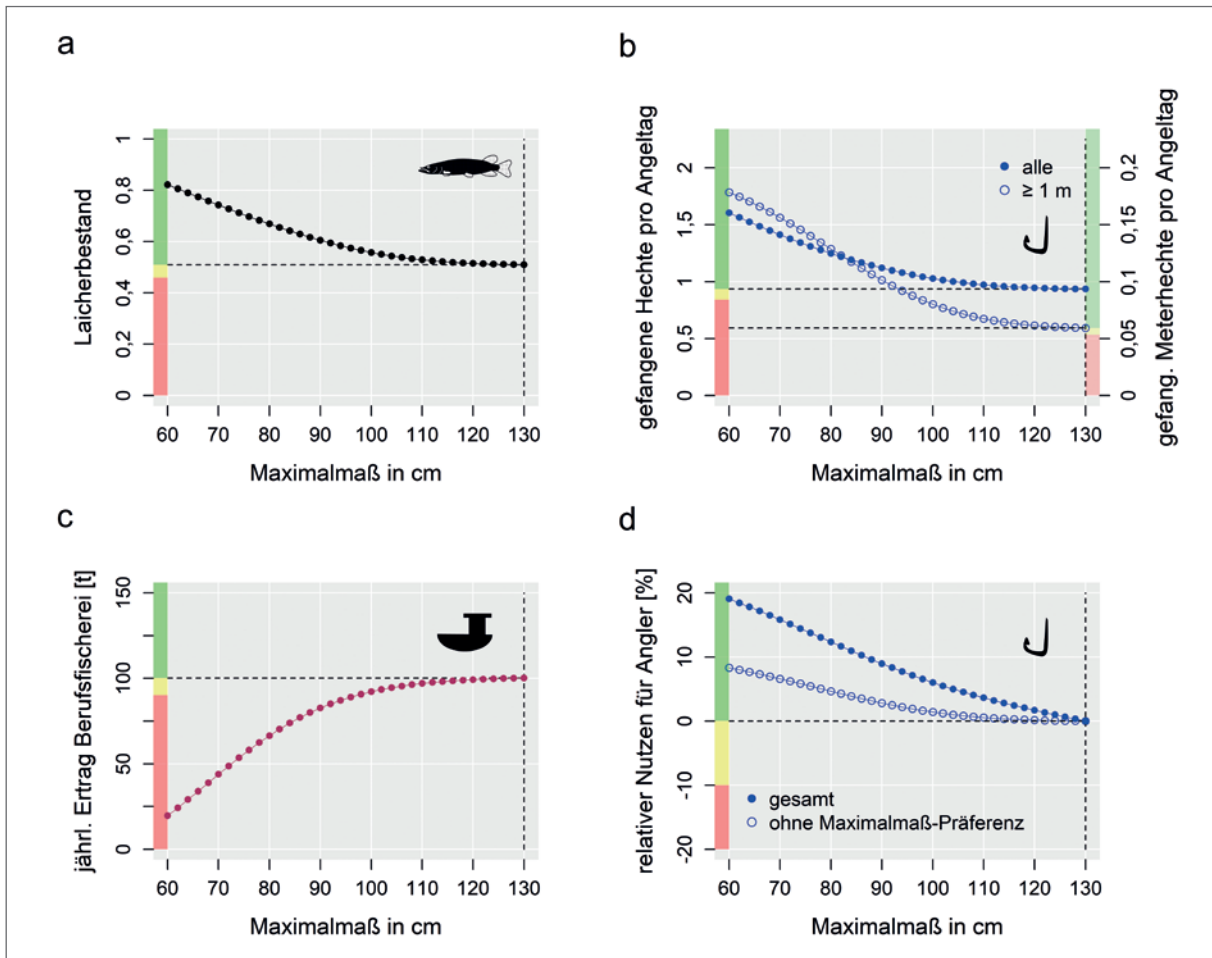 a
Laicherbestand
1
0,8
0,6
0,4
0,2
0
60 70 80 90 100 110 120 130
Maximalmaß in cm
b
gefangene Hechte pro Angeltag
2
1,5
1
0,5
0
alle
≥ 1 m
0,2
0,15
0,1
0,05
0
gefang. Meterhechte pro Angeltag
60 70 80 90 100 110 120 130
Maximalmaß in cm
c
jährl. Ertrag Berufsfischerei [t]
150
100
50
0
60 70 80 90 100 110 120 130
Maximalmaß in cm
d
relativer Nutzen für Angler [%]
20
10
0
-10
-20
gesamt
ohne Maximalmaß-Präferenz
60 70 80 90 100 110 120 130
Maximalmaß in cm